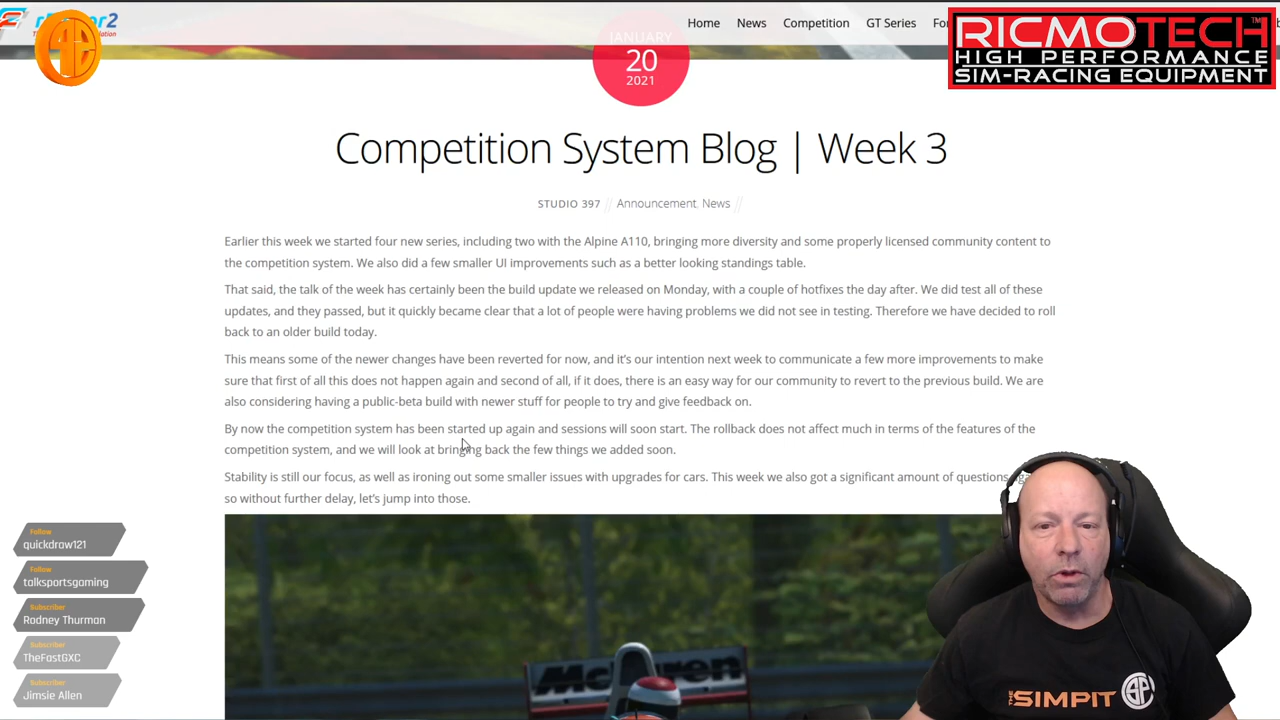 rFactor2
Home News Competition GT Series
RICMOTECH™
HIGH PERFORMANCE
SIM-RACING EQUIPMENT
JANUARY
20
2021
Competition System Blog | Week 3
STUDIO 397 // Announcement, News //
Earlier this week we started four new series, including two with the Alpine A110, bringing more diversity and some properly licensed community content to
the competition system. We also did a few smaller UI improvements such as a better looking standings table.
That said, the talk of the week has certainly been the build update we released on Monday, with a couple of hotfixes the day after. We did test all of these
updates, and they passed, but it quickly became clear that a lot of people were having problems we did not see in testing. Therefore we have decided to roll
back to an older build today.
This means some of the newer changes have been reverted for now, and it's our intention next week to communicate a few more improvements to make
sure that first of all this does not happen again and second of all, if it does, there is an easy way for our community to revert to the previous build. We are
also considering having a public-beta build with newer stuff for people to try and give feedback on.
By now the competition system has been started up again and sessions will soon start. The rollback does not affect much in terms of the features of the
competition system, and we will look at bringing back the few things we added soon.
Stability is still our focus, as well as ironing out some smaller issues with upgrades for cars. This week we also got a significant amount of questions
so without further delay, let's jump into those.
Follow
quickdraw121
Follow
talksportsgaming
Subscriber
Rodney Thurman
Subscriber
TheFastGXC
Subscriber
Jimsie Allen
McLaren
THE SIMPIT